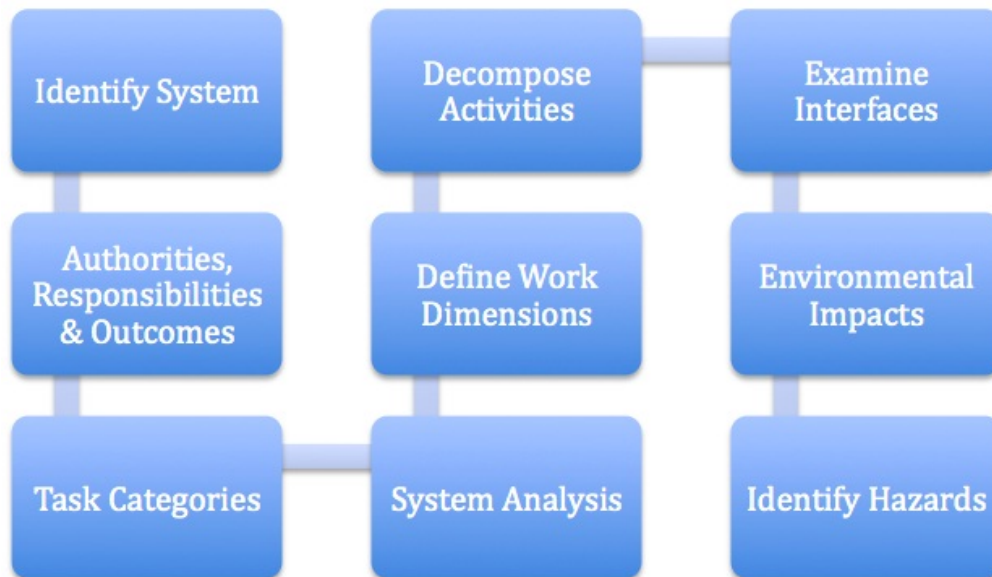 Identify System
Authorities,
Responsibilities
& Outcomes
Task Categories
System Analysis
Define Work
Dimensions
Decompose
Activities
Examine
Interfaces
Environmental
Impacts
Identify Hazards